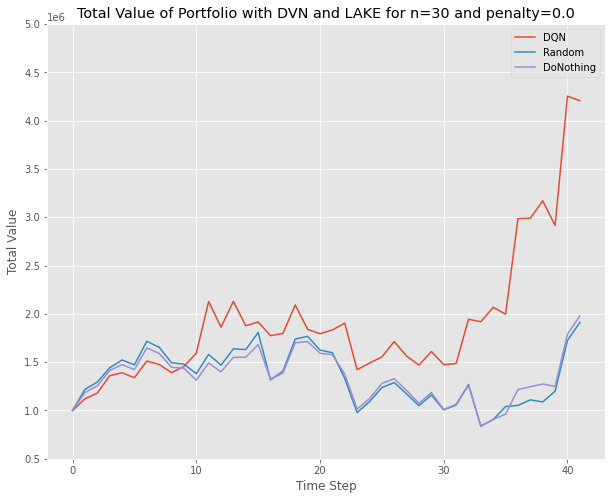 Total Value of Portfolio with DVN and LAKE for n=30 and penalty=0.0
1e6
5.0
4.5
4.0
3.5
3.0
2.5
2.0
1.5
1.0
0.5
Total Value
DQN
Random
DoNothing
0
10
20
30
40
Time Step